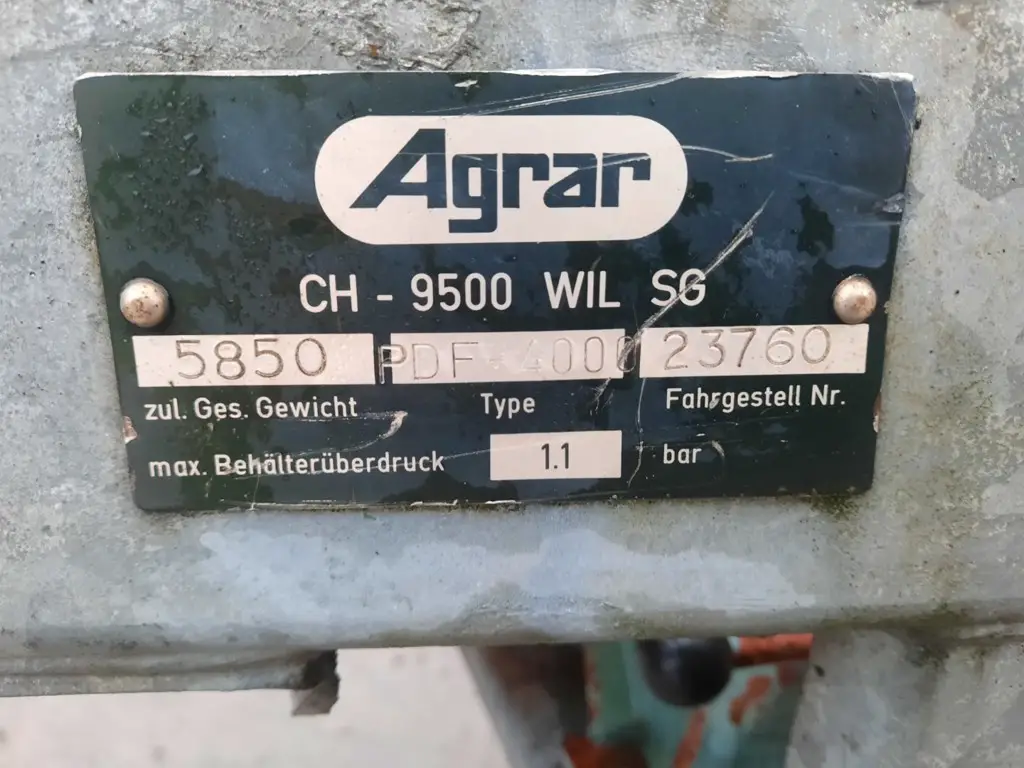 Agrar
CH - 9500 WIL SG
5850 PDF-4000 23760
zul. Ges. Gewicht Type Fahrgestell Nr.
max. Behälterüberdruck 1.1 bar